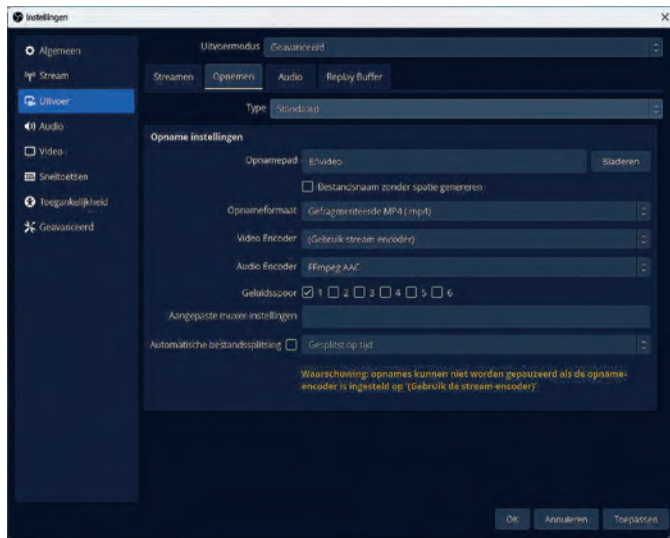 Instellingen
Algemeen
Stream
Uitvoer
Audio
Video
Sneltoetsen
Toegankelijkheid
Geavanceerd
Uitvoermodus Geavanceerd
Streamen Opnemen Audio Replay Buffer
Type Standaard
Opname instellingen
Opnamepad E:\video Bladeren
Bestandsnaam zonder spatie genereren
Opnameformaat Gefragmenteerde MP4 (.mp4)
Video Encoder (Gebruik stream-encoder)
Audio Encoder FFmpeg AAC
Geluidsspoor 1 2 3 4 5 6
Aangepaste muxer-instellingen
Automatische bestandssplitsing Gesplitst op tijd
Waarschuwing: opnames kunnen niet worden gepauzeerd als de opname-
encoder is ingesteld op '(Gebruik de stream-encoder)'
OK Annuleren Toepassen